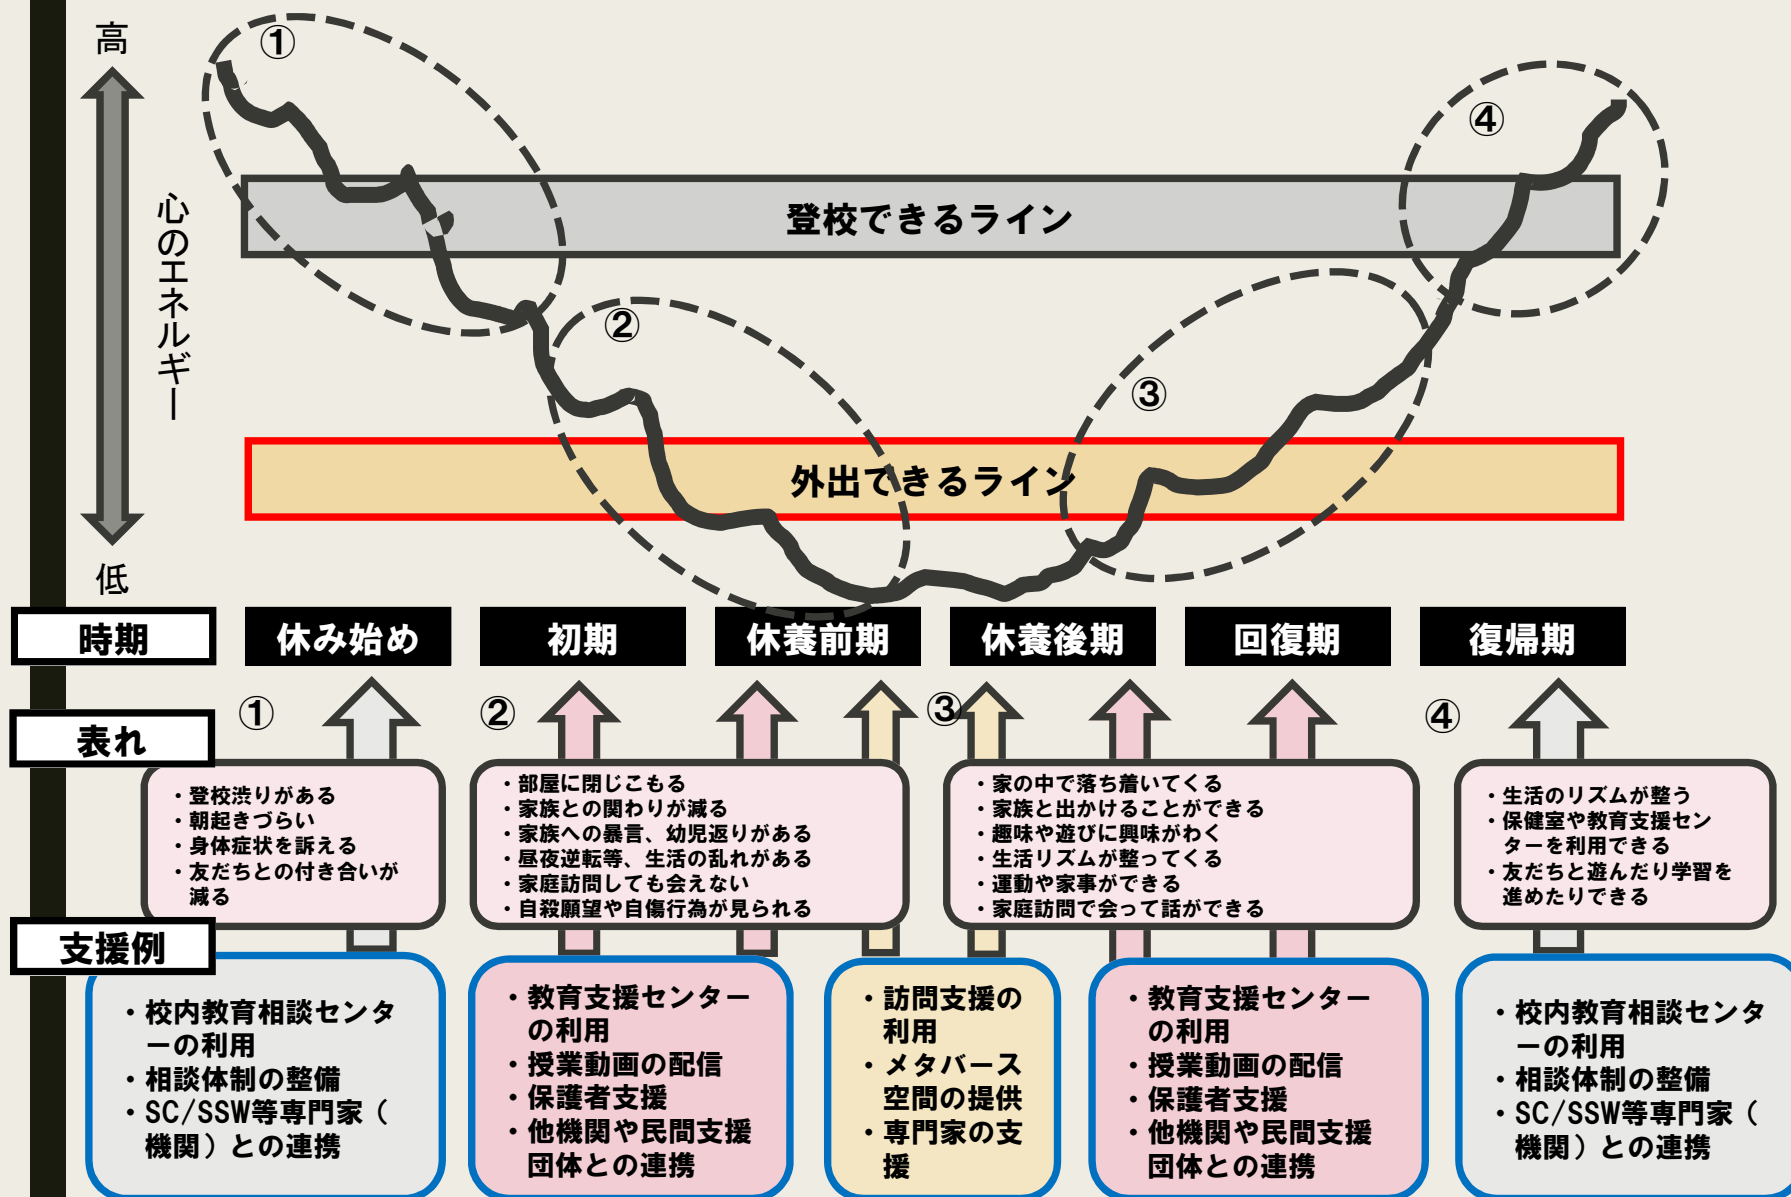 高
心のエネルギー
低
①
②
③
④
登校できるライン
外出できるライン
時期
休み始め
初期
休養前期
休養後期
回復期
復帰期
表れ
①
・登校渋りがある
・朝起きづらい
・身体症状を訴える
・友だちとの付き合いが
減る
②
・部屋に閉じこもる
・家族との関わりが減る
・家族への暴言、幼児返りがある
・昼夜逆転等、生活の乱れがある
・家庭訪問しても会えない
・自殺願望や自傷行為が見られる
③
・家の中で落ち着いてくる
・家族と出かけることができる
・趣味や遊びに興味がわく
・生活リズムが整ってくる
・運動や家事ができる
・家庭訪問で会って話ができる
④
・生活のリズムが整う
・保健室や教育支援セン
ターを利用できる
・友だちと遊んだり学習を
進めたりできる
支援例
・校内教育相談センタ
ーの利用
・相談体制の整備
・SC/SSW等専門家（
機関）との連携
・教育支援センター
の利用
・授業動画の配信
・保護者支援
・他機関や民間支援
団体との連携
・訪問支援の
利用
・メタバース
空間の提供
・専門家の支
援
・教育支援センター
の利用
・授業動画の配信
・保護者支援
・他機関や民間支援
団体との連携
・校内教育相談センタ
ーの利用
・相談体制の整備
・SC/SSW等専門家（
機関）との連携